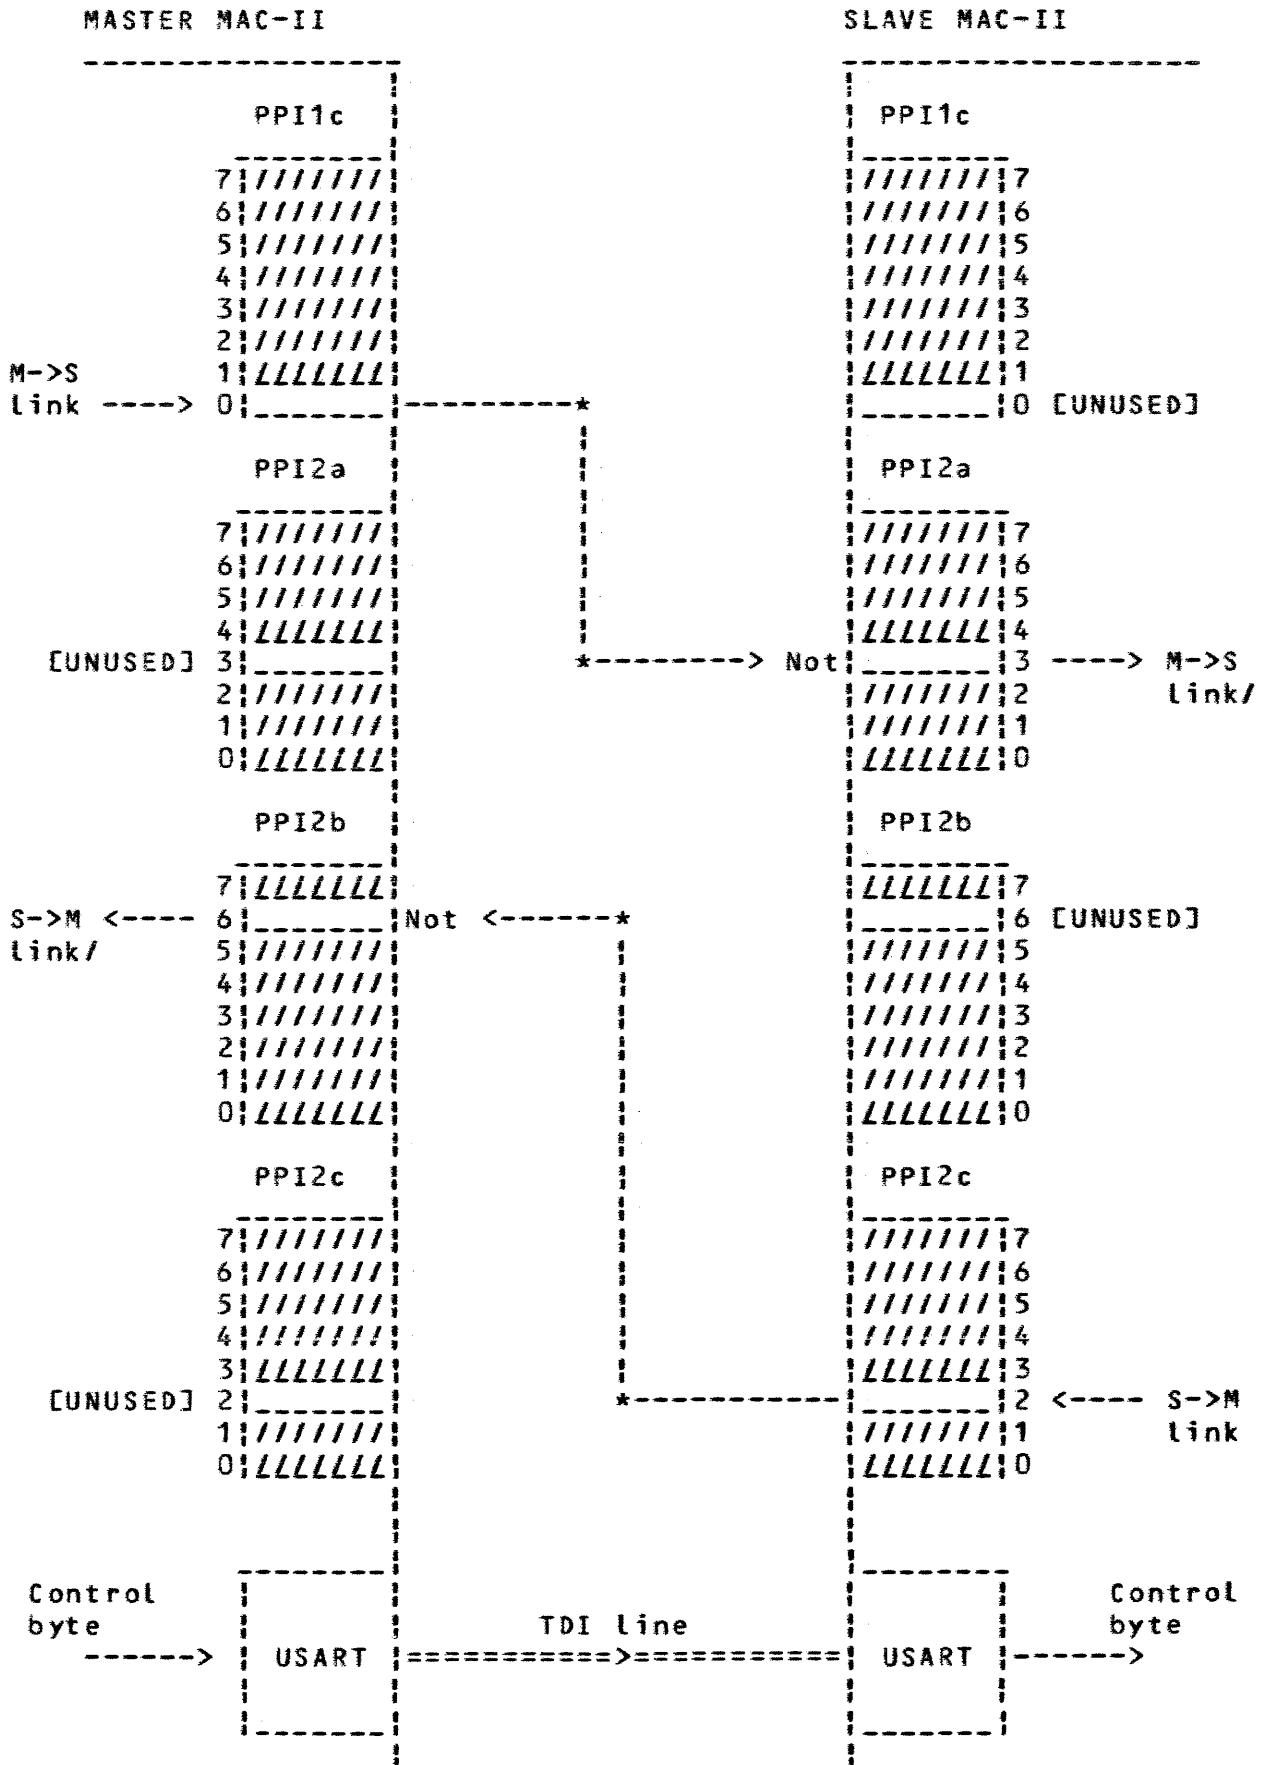 MASTER MAC-II SLAVE MAC-II
PPI1c PPI1c
7 7
6 6
5 5
4 4
3 3
2 2
M->S 1 1
link ----> 0 0 [UNUSED]
PPI2a PPI2a
7 7
6 6
5 5
4 4
[UNUSED] 3 *--------> Not 3 ----> M->S
2 2 link/
1 1
0 0
PPI2b PPI2b
7 7
S->M <---- 6 Not <------* 6 [UNUSED]
link/ 5 5
4 4
3 3
2 2
1 1
0 0
PPI2c PPI2c
7 7
6 6
5 5
4 4
3 3
[UNUSED] 2 2 <---- S->M
1 1 link
0 0
Control Control
byte TDI line byte
------> USART ===========>=========== USART ------>